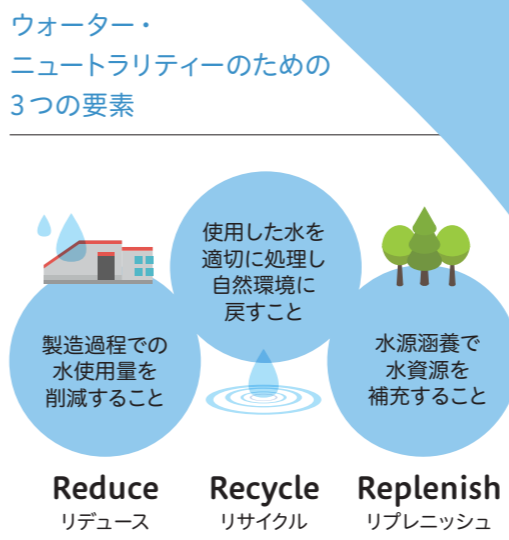 ウォーター・
ニュートラリティーのための
3つの要素
製造過程での
水使用量を
削減すること
Reduce
リデュース
使用した水を
適切に処理し
自然環境に
戻すこと
Recycle
リサイクル
水源涵養で
水資源を
補充すること
Replenish
リプレニッシュ